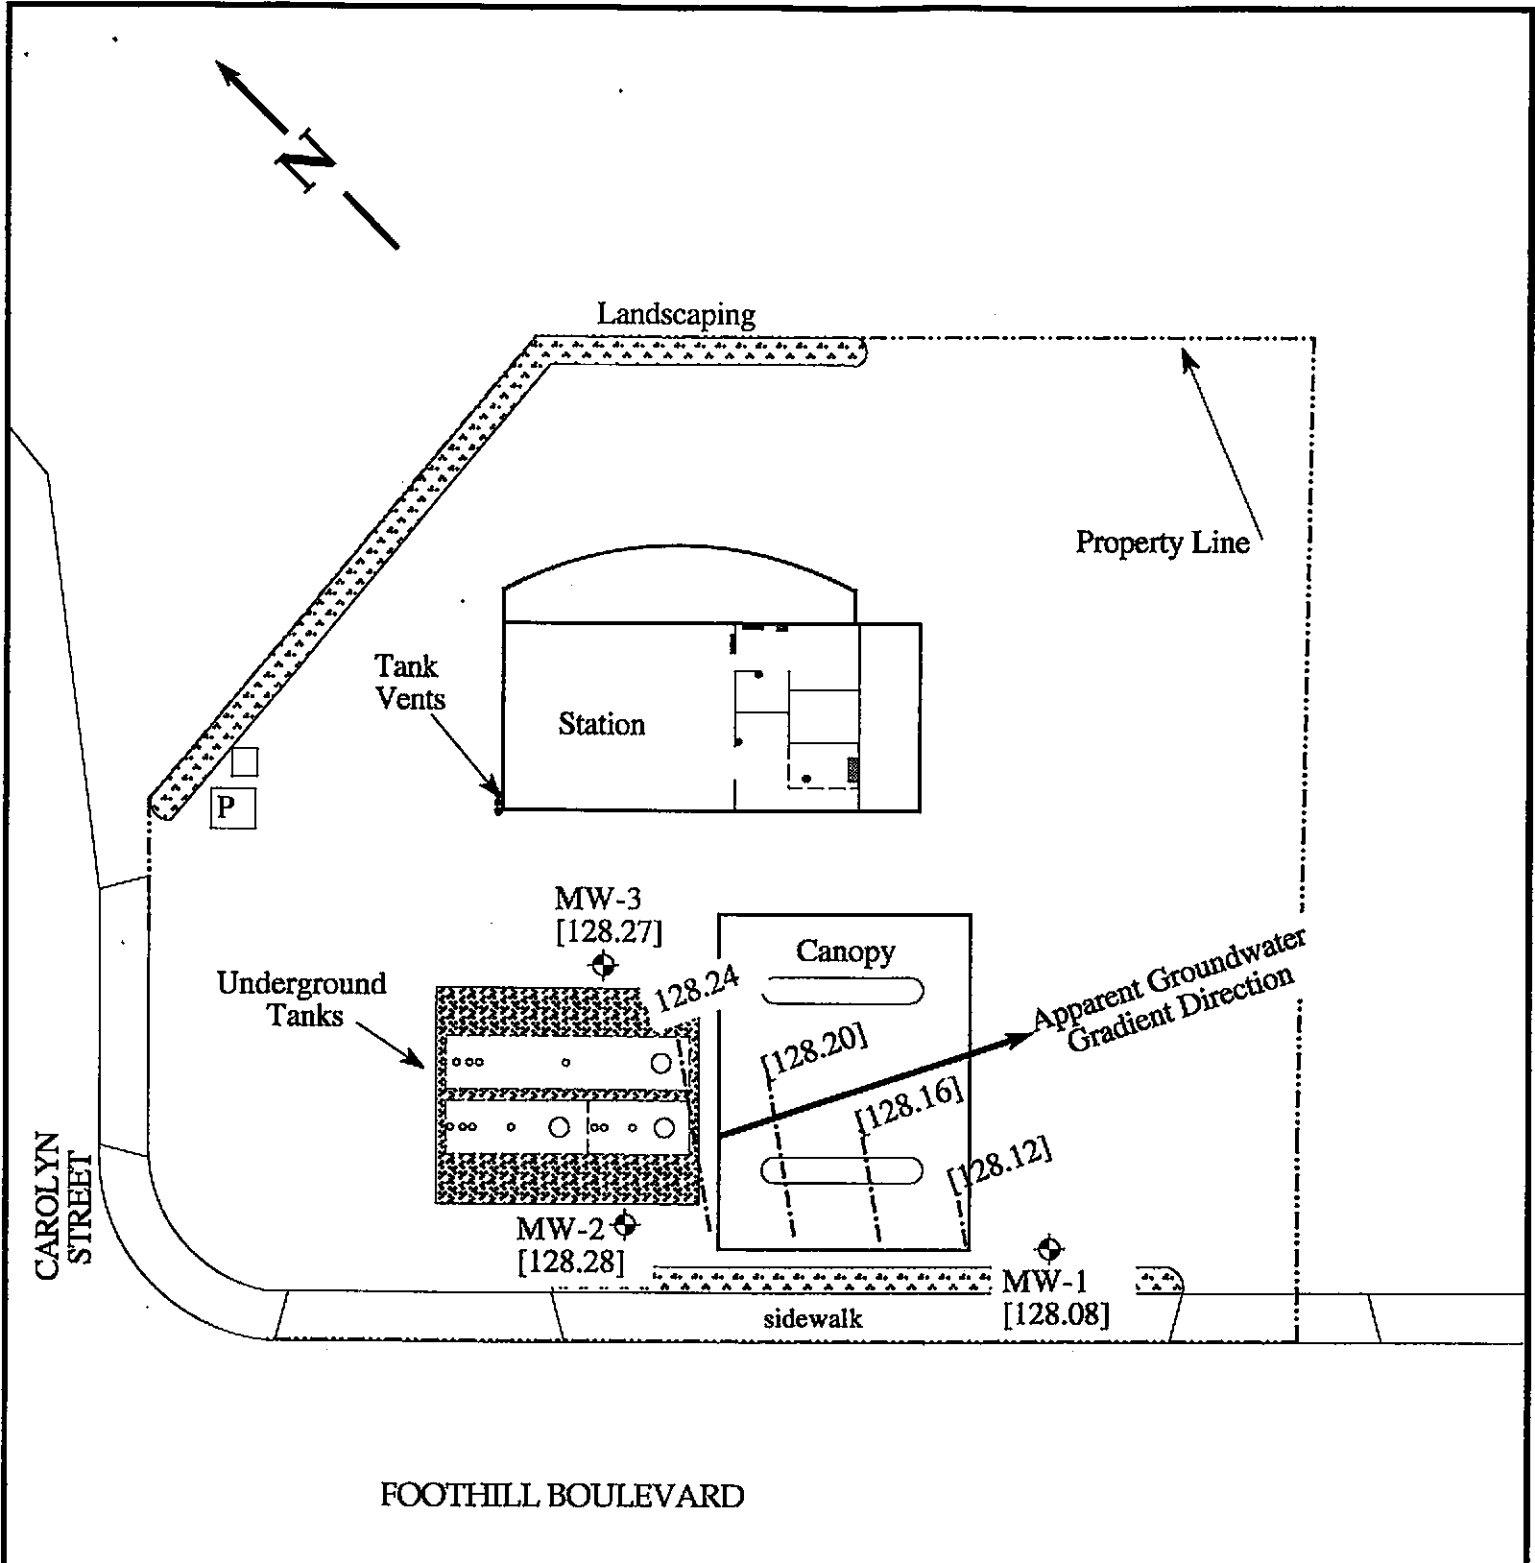 N
Landscaping
Property Line
Tank
Vents
Station
P
MW-3
[128.27]
Canopy
Underground
Tanks
128.24
Apparent Groundwater
Gradient Direction
[128.20]
[128.16]
[128.12]
CAROLYN
STREET
MW-2
[128.28]
MW-1
[128.08]
sidewalk
FOOTHILL BOULEVARD